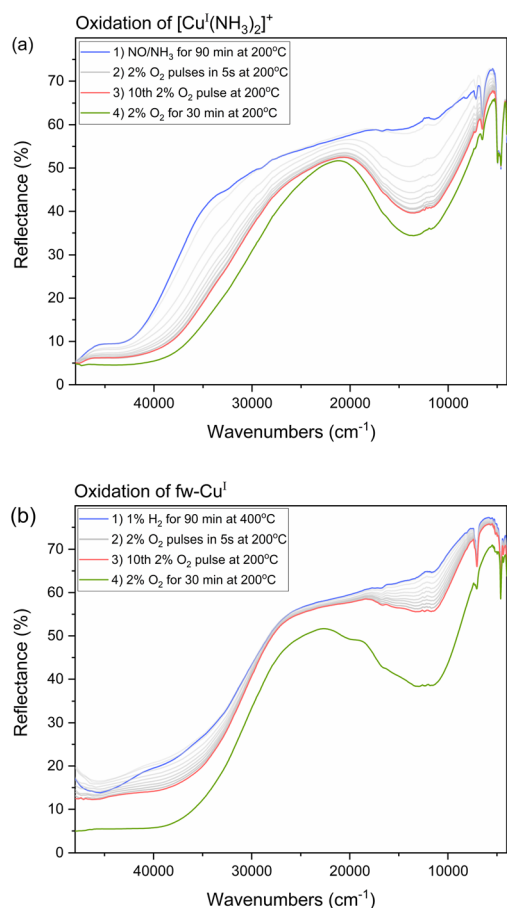 Oxidation of [Cuᴵ(NH₃)₂]⁺
(a)
1) NO/NH₃ for 90 min at 200°C
2) 2% O₂ pulses in 5s at 200°C
3) 10th 2% O₂ pulse at 200°C
4) 2% O₂ for 30 min at 200°C
Reflectance (%)
70
60
50
40
30
20
10
0
40000 30000 20000 10000
Wavenumbers (cm⁻¹)
Oxidation of fw-Cuᴵ
(b)
1) 1% H₂ for 90 min at 400°C
2) 2% O₂ pulses in 5s at 200°C
3) 10th 2% O₂ pulse at 200°C
4) 2% O₂ for 30 min at 200°C
Reflectance (%)
70
60
50
40
30
20
10
0
40000 30000 20000 10000
Wavenumbers (cm⁻¹)